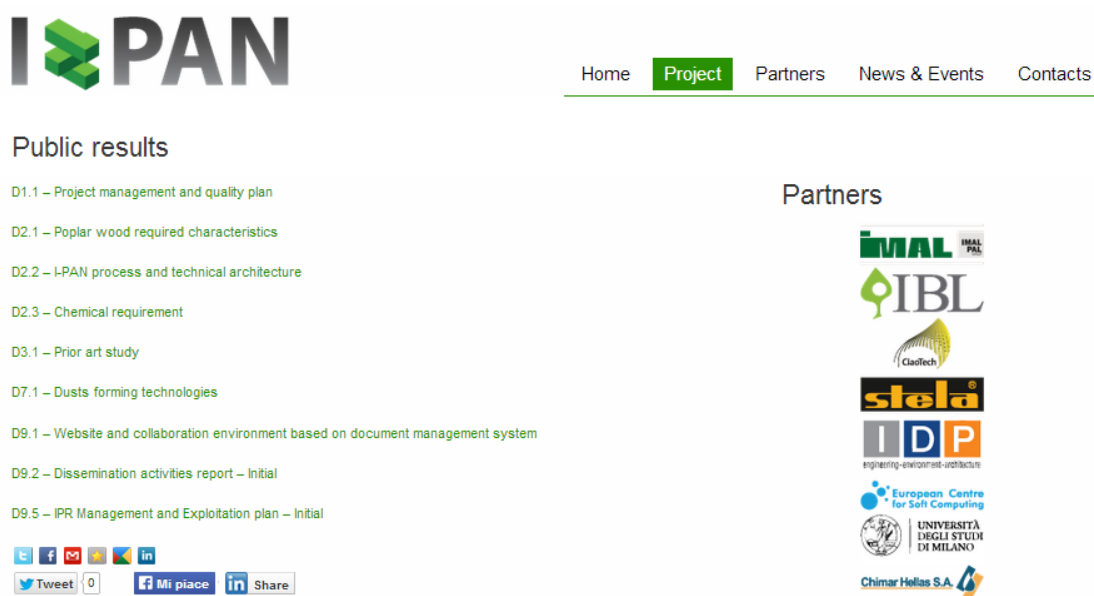 I PAN
Home Project Partners News & Events Contacts
Public results
D1.1 – Project management and quality plan
D2.1 – Poplar wood required characteristics
D2.2 – I-PAN process and technical architecture
D2.3 – Chemical requirement
D3.1 – Prior art study
D7.1 – Dusts forming technologies
D9.1 – Website and collaboration environment based on document management system
D9.2 – Dissemination activities report – Initial
D9.5 – IPR Management and Exploitation plan – Initial
Tweet 0 Mi piace in Share
Partners
iMAL IMAL PAL
IBL
CiaoTech
stela ®
IDP
engineering-environment-architecture
European Centre
for Soft Computing
UNIVERSITÀ
DEGLI STUDI
DI MILANO
Chimar Hellas S.A.